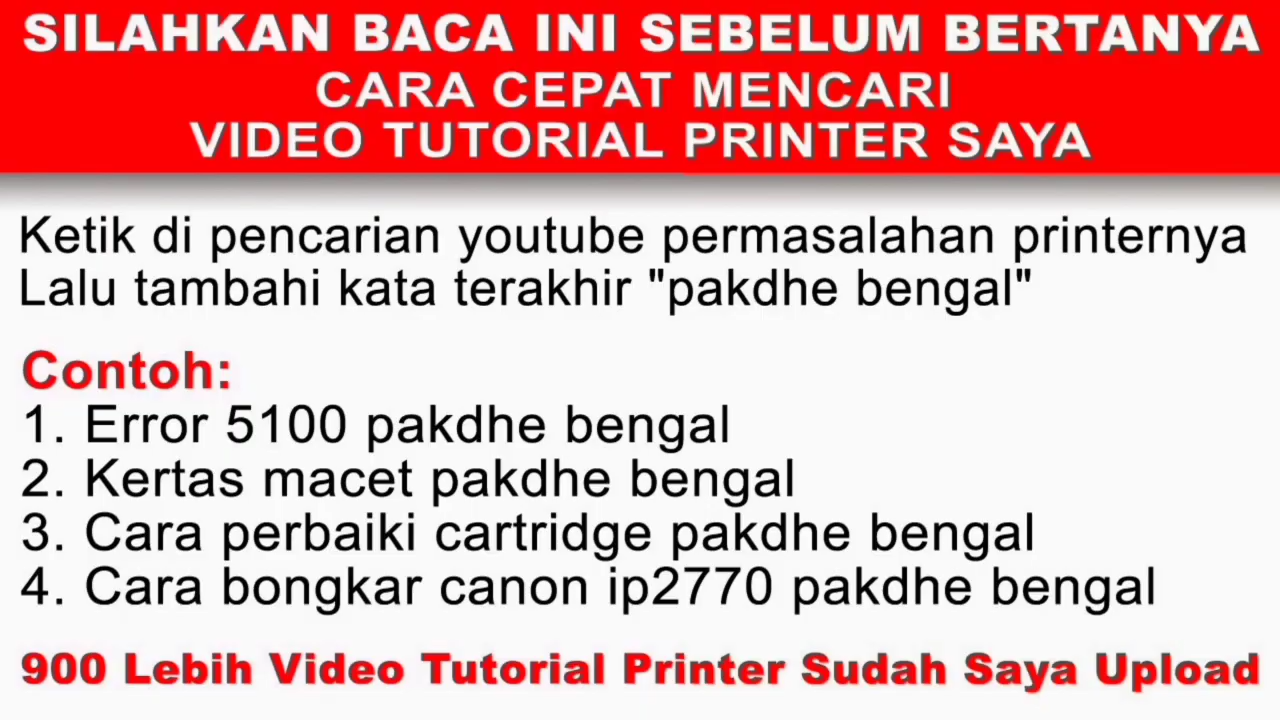 SILAHKAN BACA INI SEBELUM BERTANYA
CARA CEPAT MENCARI
VIDEO TUTORIAL PRINTER SAYA
Ketik di pencarian youtube permasalahan printernya
Lalu tambahi kata terakhir "pakdhe bengal"
Contoh:
1. Error 5100 pakdhe bengal
2. Kertas macet pakdhe bengal
3. Cara perbaiki cartridge pakdhe bengal
4. Cara bongkar canon ip2770 pakdhe bengal
900 Lebih Video Tutorial Printer Sudah Saya Upload